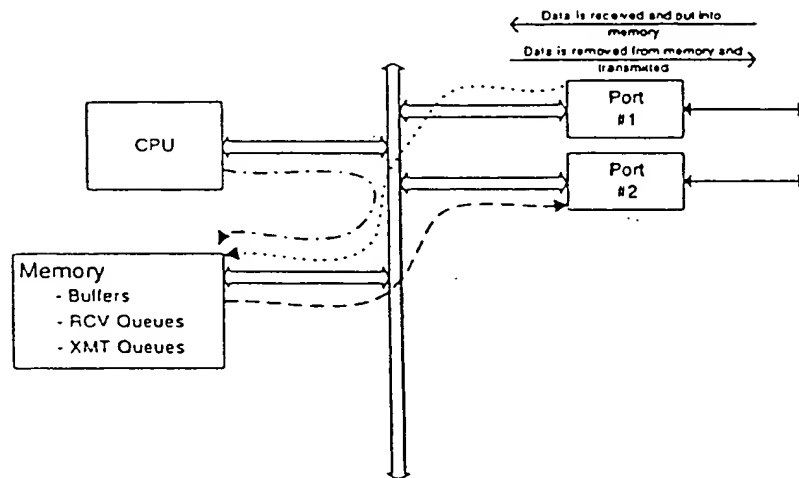 Data is received and put into
memory
Data is removed from memory and
transmitted
Port
#1
CPU
Port
#2
Memory
- Buffers
- RCV Queues
- XMT Queues